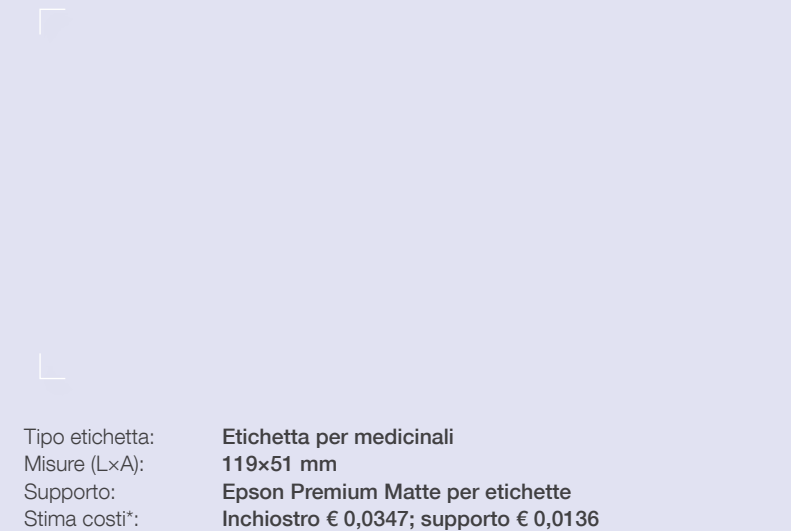 Tipo etichetta: Etichetta per medicinali
Misure (L×A): 119×51 mm
Supporto: Epson Premium Matte per etichette
Stima costi*: Inchiostro € 0,0347; supporto € 0,0136